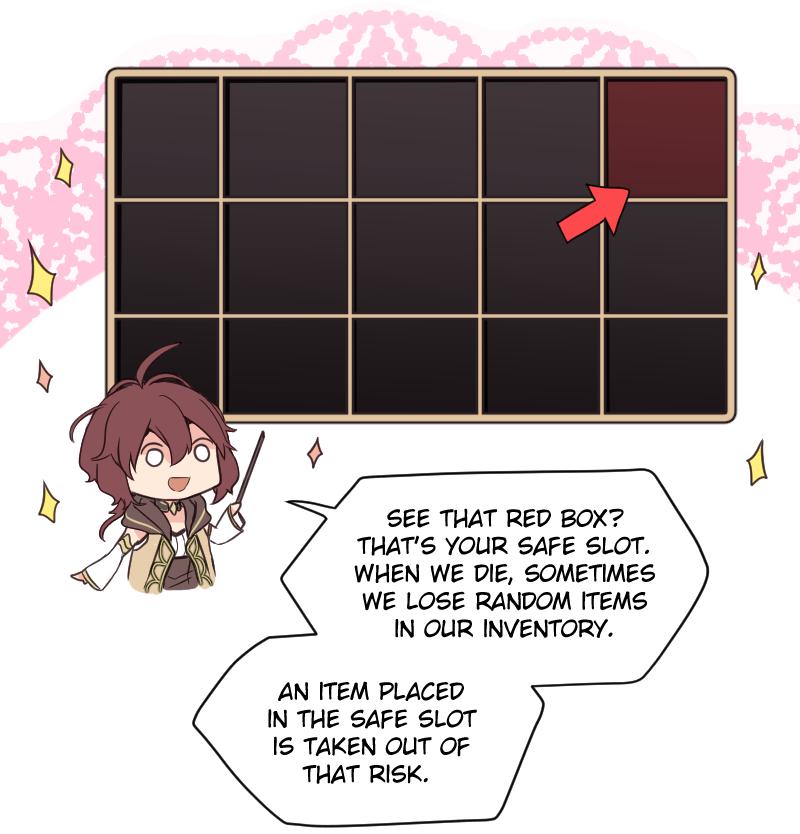 SEE THAT RED BOX?
THAT'S YOUR SAFE SLOT.
WHEN WE DIE, SOMETIMES
WE LOSE RANDOM ITEMS
IN OUR INVENTORY.
AN ITEM PLACED
IN THE SAFE SLOT
IS TAKEN OUT OF
THAT RISK.